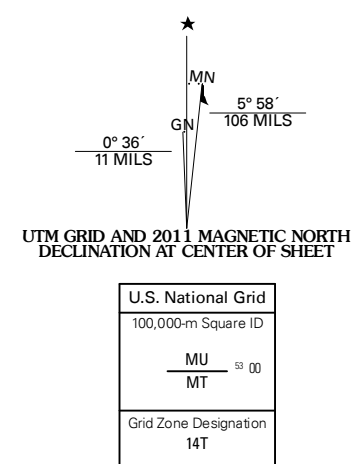 ★
MN
GN
5° 58´
106 MILS
0° 36´
11 MILS
UTM GRID AND 2011 MAGNETIC NORTH
DECLINATION AT CENTER OF SHEET
U.S. National Grid
100,000-m Square ID
MU
53 00
MT
Grid Zone Designation
14T